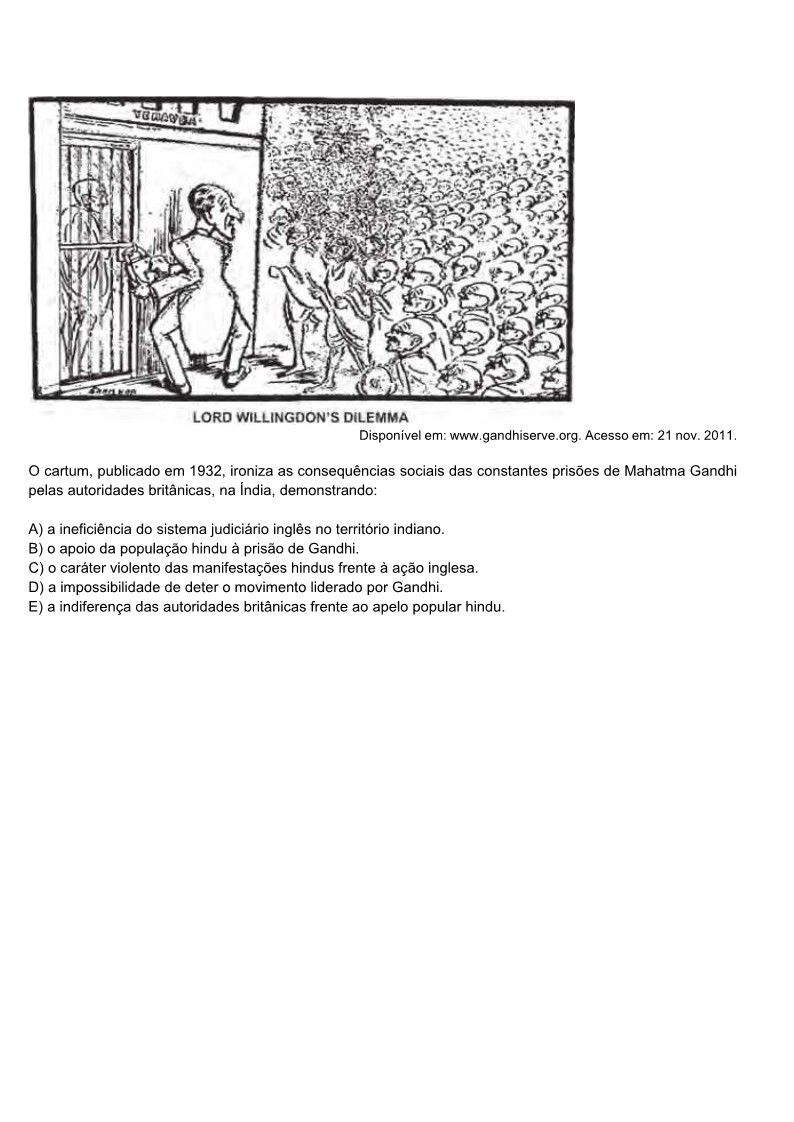 YERAVDA
SHANKAR
LORD WILLINGDON'S DILEMMA
Disponível em: www.gandhiserve.org. Acesso em: 21 nov. 2011.
O cartum, publicado em 1932, ironiza as consequências sociais das constantes prisões de Mahatma Gandhi
pelas autoridades britânicas, na Índia, demonstrando:
A) a ineficiência do sistema judiciário inglês no território indiano.
B) o apoio da população hindu à prisão de Gandhi.
C) o caráter violento das manifestações hindus frente à ação inglesa.
D) a impossibilidade de deter o movimento liderado por Gandhi.
E) a indiferença das autoridades britânicas frente ao apelo popular hindu.